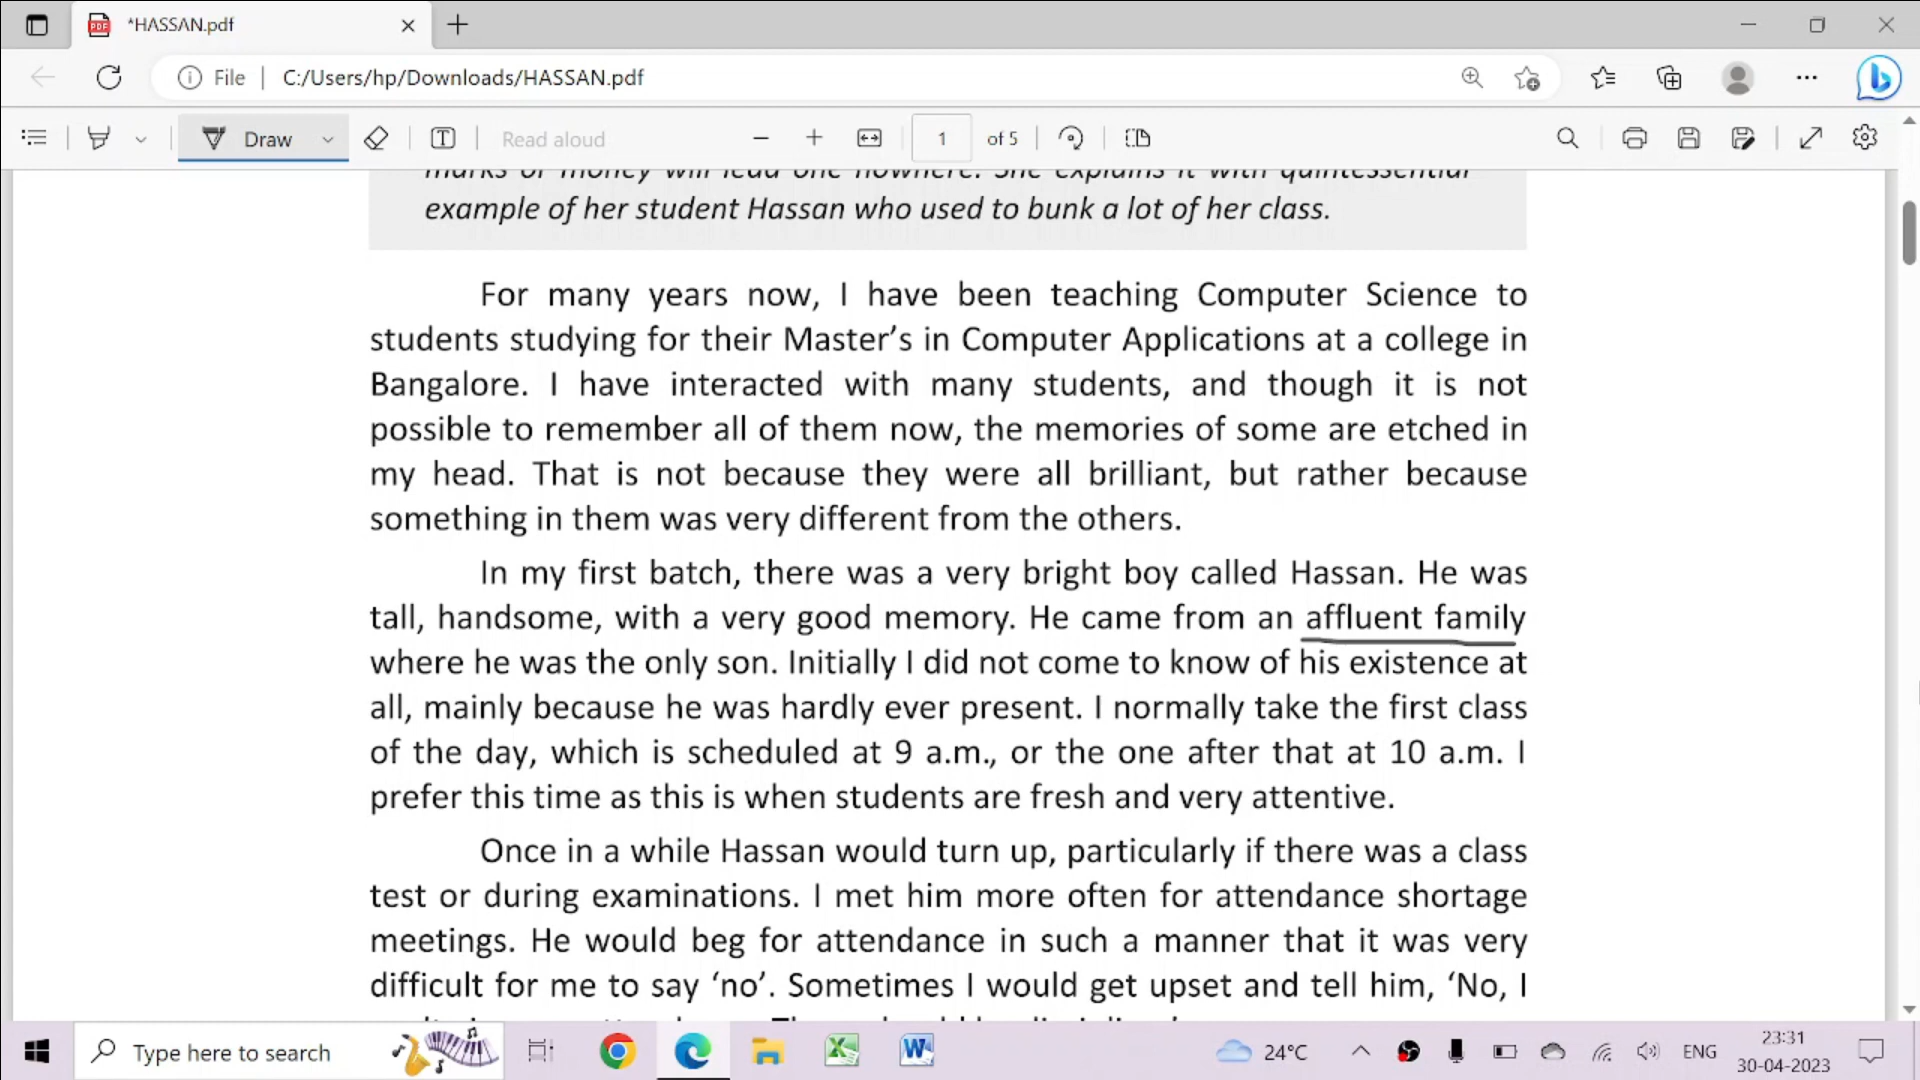 *HASSAN.pdf
File
C:/Users/hp/Downloads/HASSAN.pdf
Draw
Read aloud
1
of 5
marks or money will lead one nowhere. She explains it with quintessential
example of her student Hassan who used to bunk a lot of her class.
For many years now, I have been teaching Computer Science to
students studying for their Master’s in Computer Applications at a college in
Bangalore. I have interacted with many students, and though it is not
possible to remember all of them now, the memories of some are etched in
my head. That is not because they were all brilliant, but rather because
something in them was very different from the others.
In my first batch, there was a very bright boy called Hassan. He was
tall, handsome, with a very good memory. He came from an affluent family
where he was the only son. Initially I did not come to know of his existence at
all, mainly because he was hardly ever present. I normally take the first class
of the day, which is scheduled at 9 a.m., or the one after that at 10 a.m. I
prefer this time as this is when students are fresh and very attentive.
Once in a while Hassan would turn up, particularly if there was a class
test or during examinations. I met him more often for attendance shortage
meetings. He would beg for attendance in such a manner that it was very
difficult for me to say ‘no’. Sometimes I would get upset and tell him, ‘No, I
Type here to search
24°C
ENG
23:31
30-04-2023